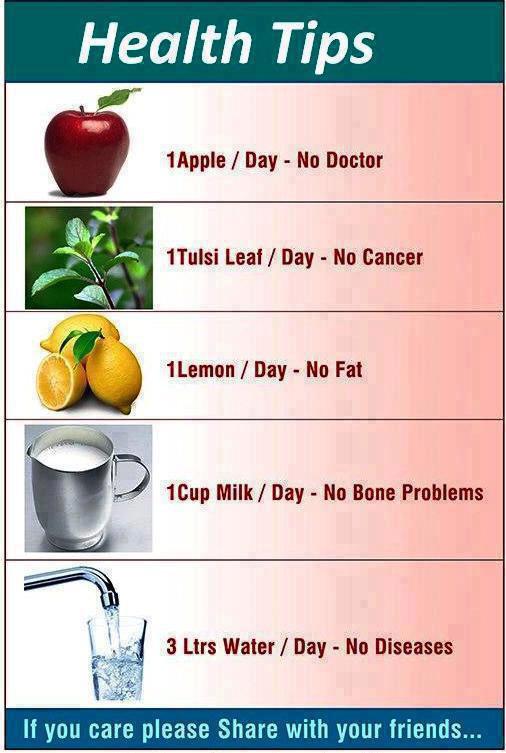 Health Tips
1Apple / Day - No Doctor
1Tulsi Leaf / Day - No Cancer
1Lemon / Day - No Fat
1Cup Milk / Day - No Bone Problems
3 Ltrs Water / Day - No Diseases
If you care please Share with your friends...